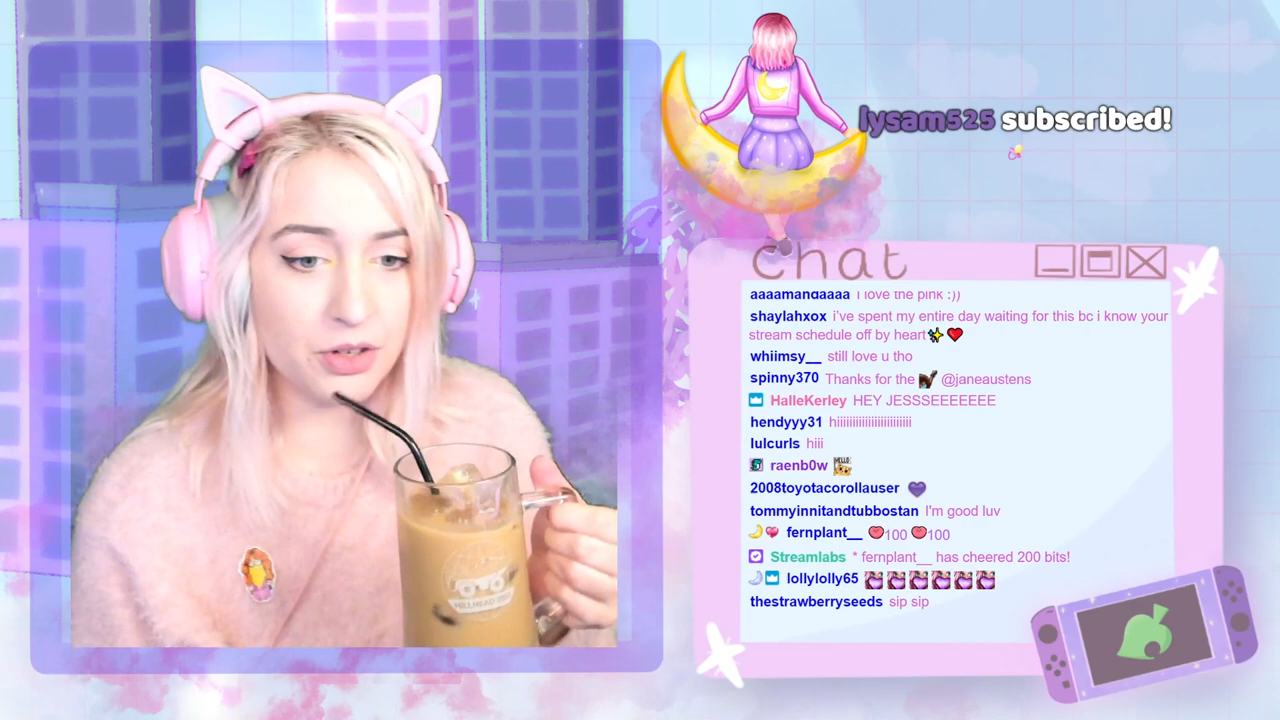 lysam525 subscribed!
chat
aaaamandaaaa i love the pink :))
shaylahxox i've spent my entire day waiting for this bc i know your
stream schedule off by heart
whiimsy__ still love u tho
spinny370 Thanks for the @janeaustens
HalleKerley HEY JESSSEEEEEEE
hendyyy31 hiiiiiiiiiiiiiiiiiiiiiiiii
lulcurls hiii
raenb0w HELLO
2008toyotacorollauser
tommyinnitandtubbostan I'm good luv
fernplant__ 100 100
Streamlabs * fernplant__ has cheered 200 bits!
lollylolly65
thestrawberryseeds sip sip